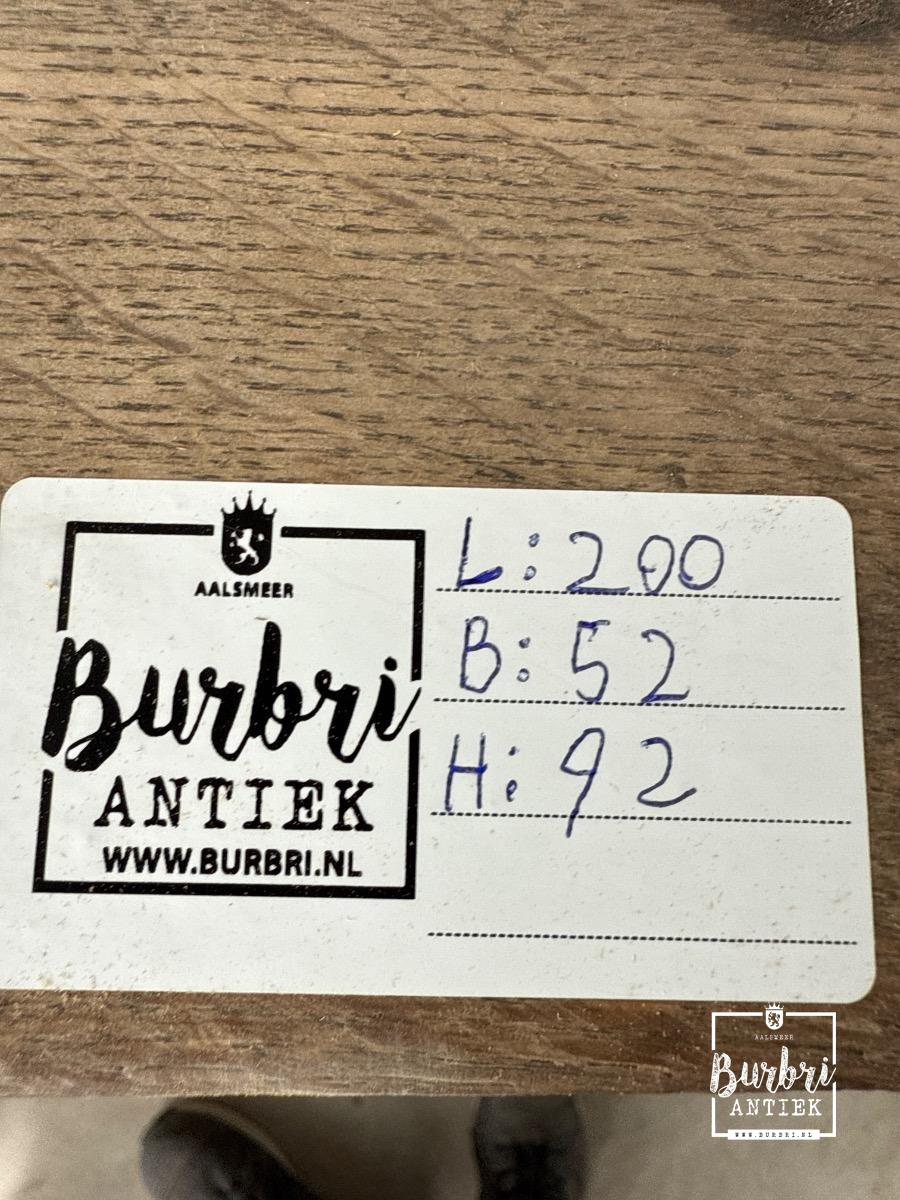 AALSMEER
Burbri
ANTIEK
WWW.BURBRI.NL
L: 200
B: 52
H: 92
AALSMEER
Burbri
ANTIEK
WWW.BURBRI.NL